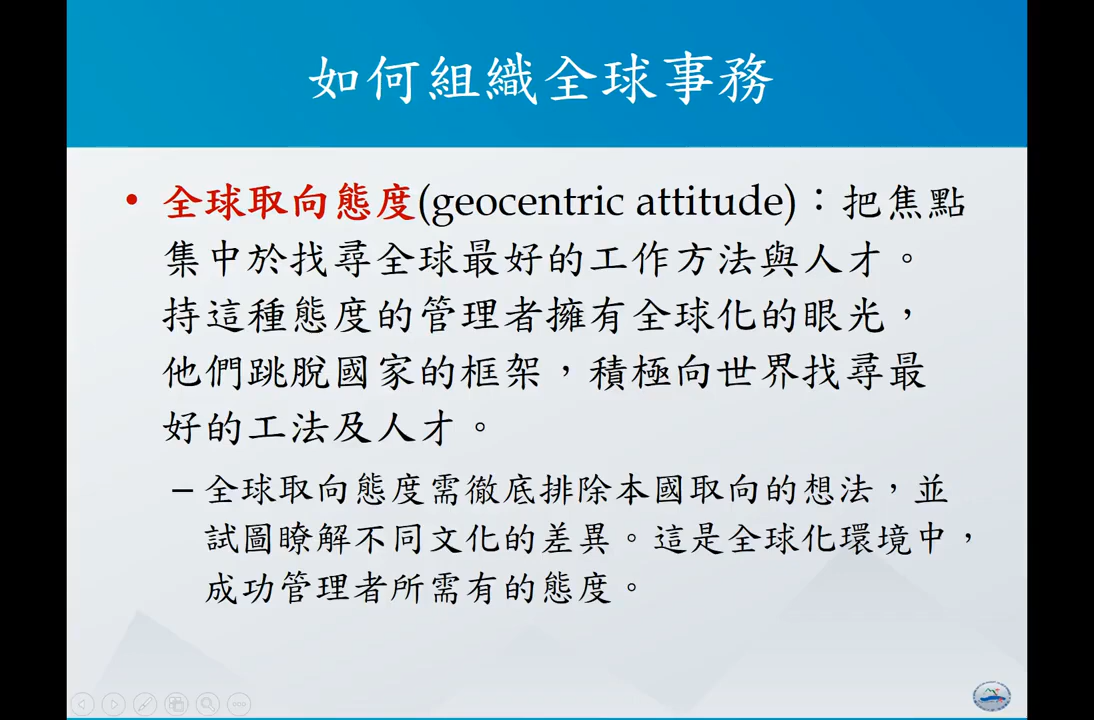 如何組織全球事務
• 全球取向態度(geocentric attitude)：把焦點
集中於找尋全球最好的工作方法與人才。
持這種態度的管理者擁有全球化的眼光，
他們跳脫國家的框架，積極向世界找尋最
好的工法及人才。
– 全球取向態度需徹底排除本國取向的想法，並
試圖瞭解不同文化的差異。這是全球化環境中，
成功管理者所需有的態度。